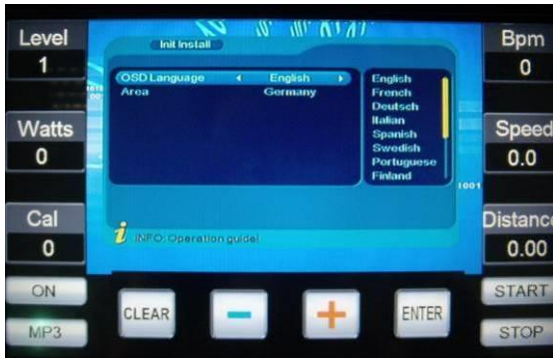 Level
1
Watts
0
Cal
0
ON
MP3
Init Install
OSD Language English
Area Germany
English
French
Deutsch
Italian
Spanish
Swedish
Portuguese
Finland
1001
i INFO: Operation guide!
Bpm
0
Speed
0.0
Distance
0.00
START
STOP
CLEAR
-
+
ENTER